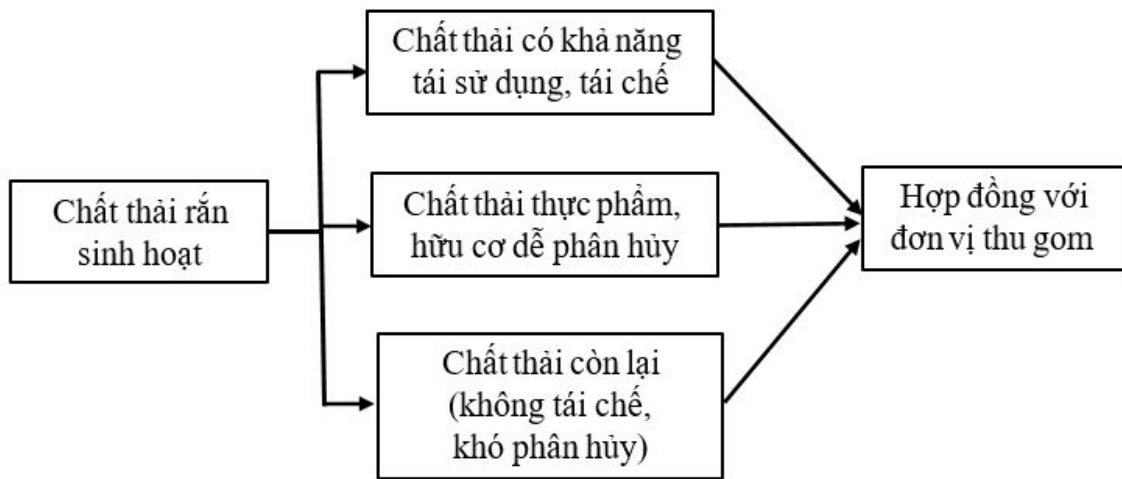 Chất thải rắn
sinh hoạt
Chất thải có khả năng
tái sử dụng, tái chế
Chất thải thực phẩm,
hữu cơ dễ phân hủy
Chất thải còn lại
(không tái chế,
khó phân hủy)
Hợp đồng với
đơn vị thu gom